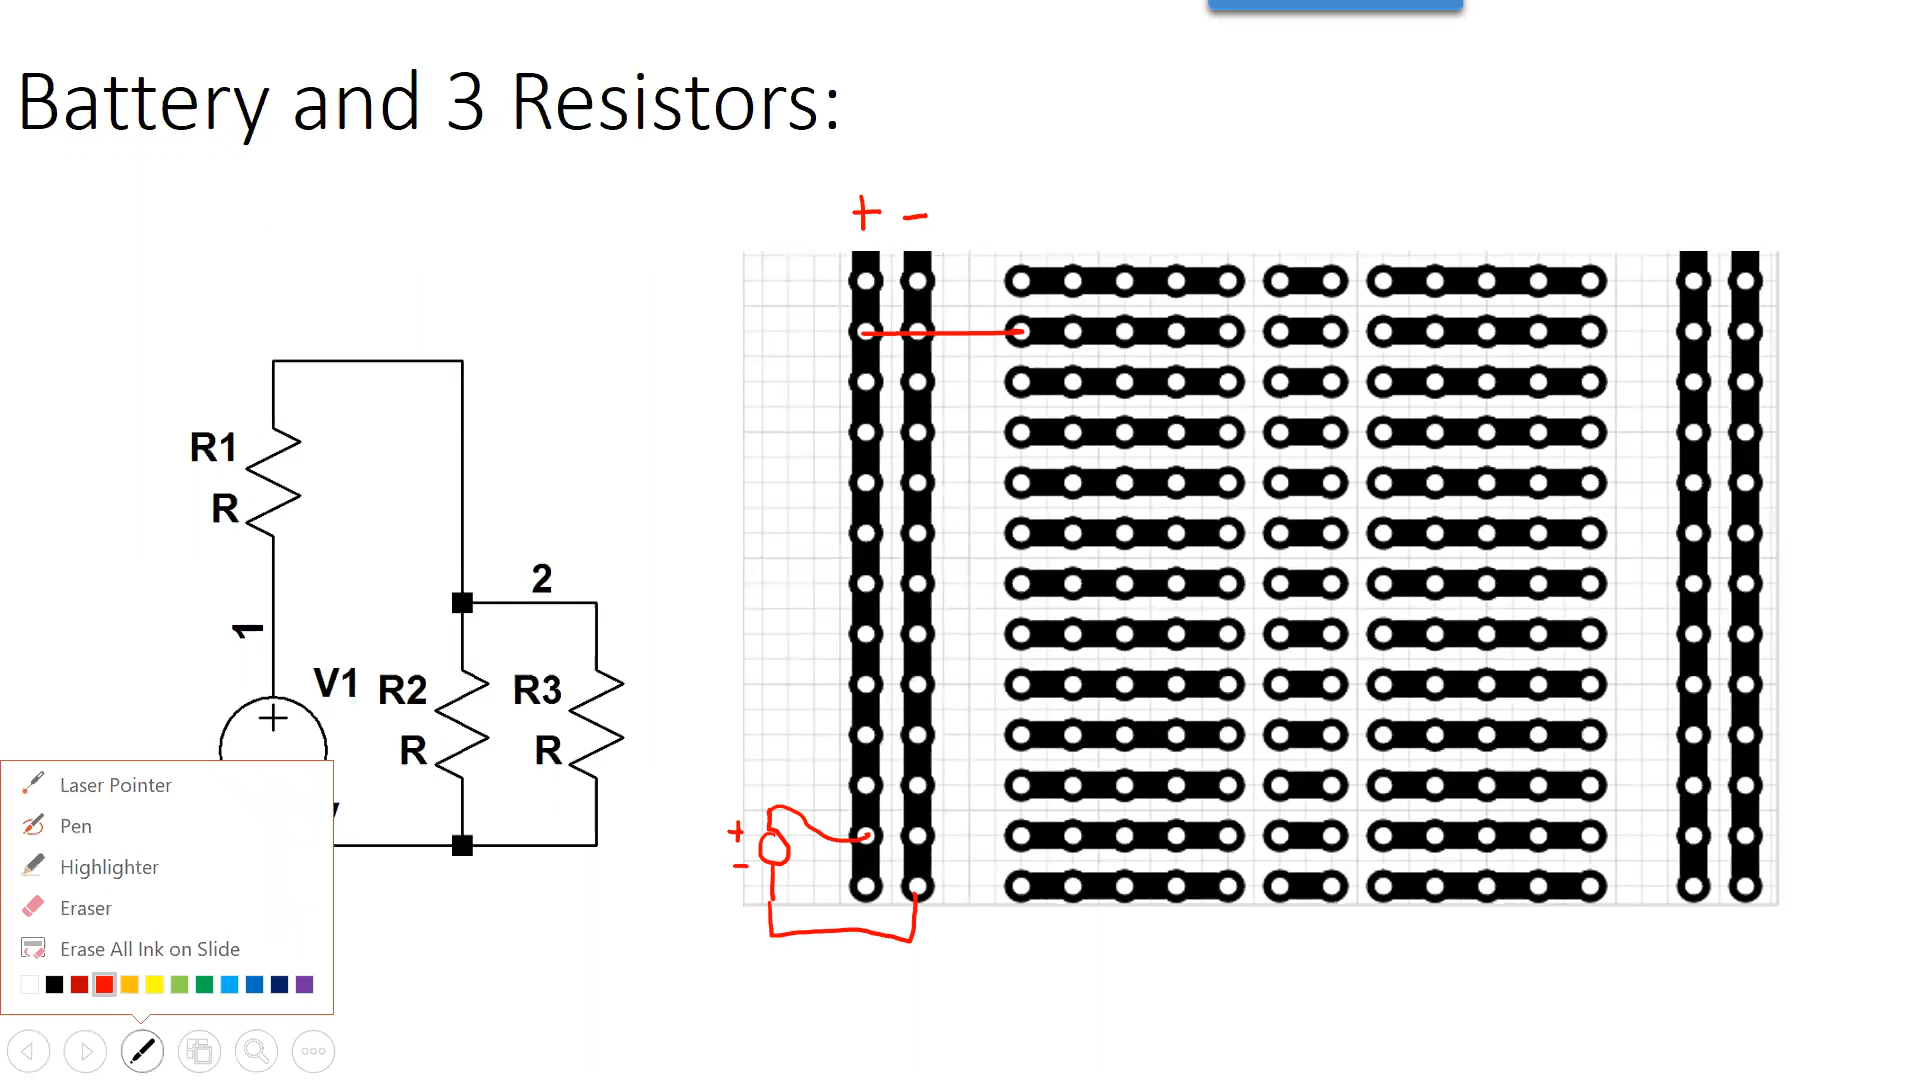 Battery and 3 Resistors:
+ −
R1
R
2
1
V1
R2
R3
+
R
R
Laser Pointer
Pen
Highlighter
Eraser
Erase All Ink on Slide
+
−